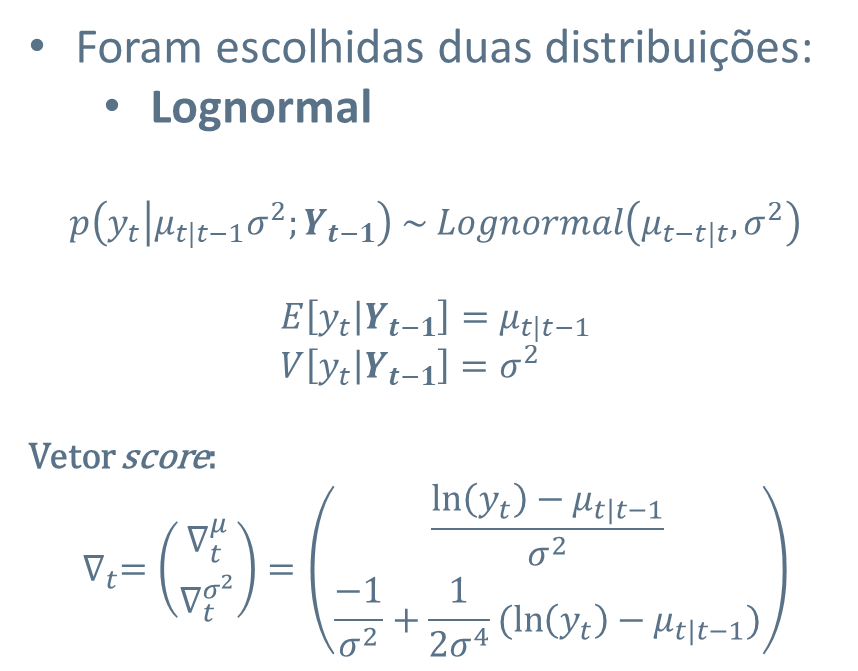 • Foram escolhidas duas distribuições:
• Lognormal
p(y_t|μ_{t|t−1}σ²; Y_{t−1}) ~ Lognormal(μ_{t−t|t}, σ²)
E[y_t|Y_{t−1}] = μ_{t|t−1}
V[y_t|Y_{t−1}] = σ²
Vetor score:
∇_t= (∇_t^μ ∇_t^{σ²}) = ( (ln(y_t) − μ_{t|t−1})/σ² −1/σ² + 1/(2σ⁴) (ln(y_t) − μ_{t|t−1}) )